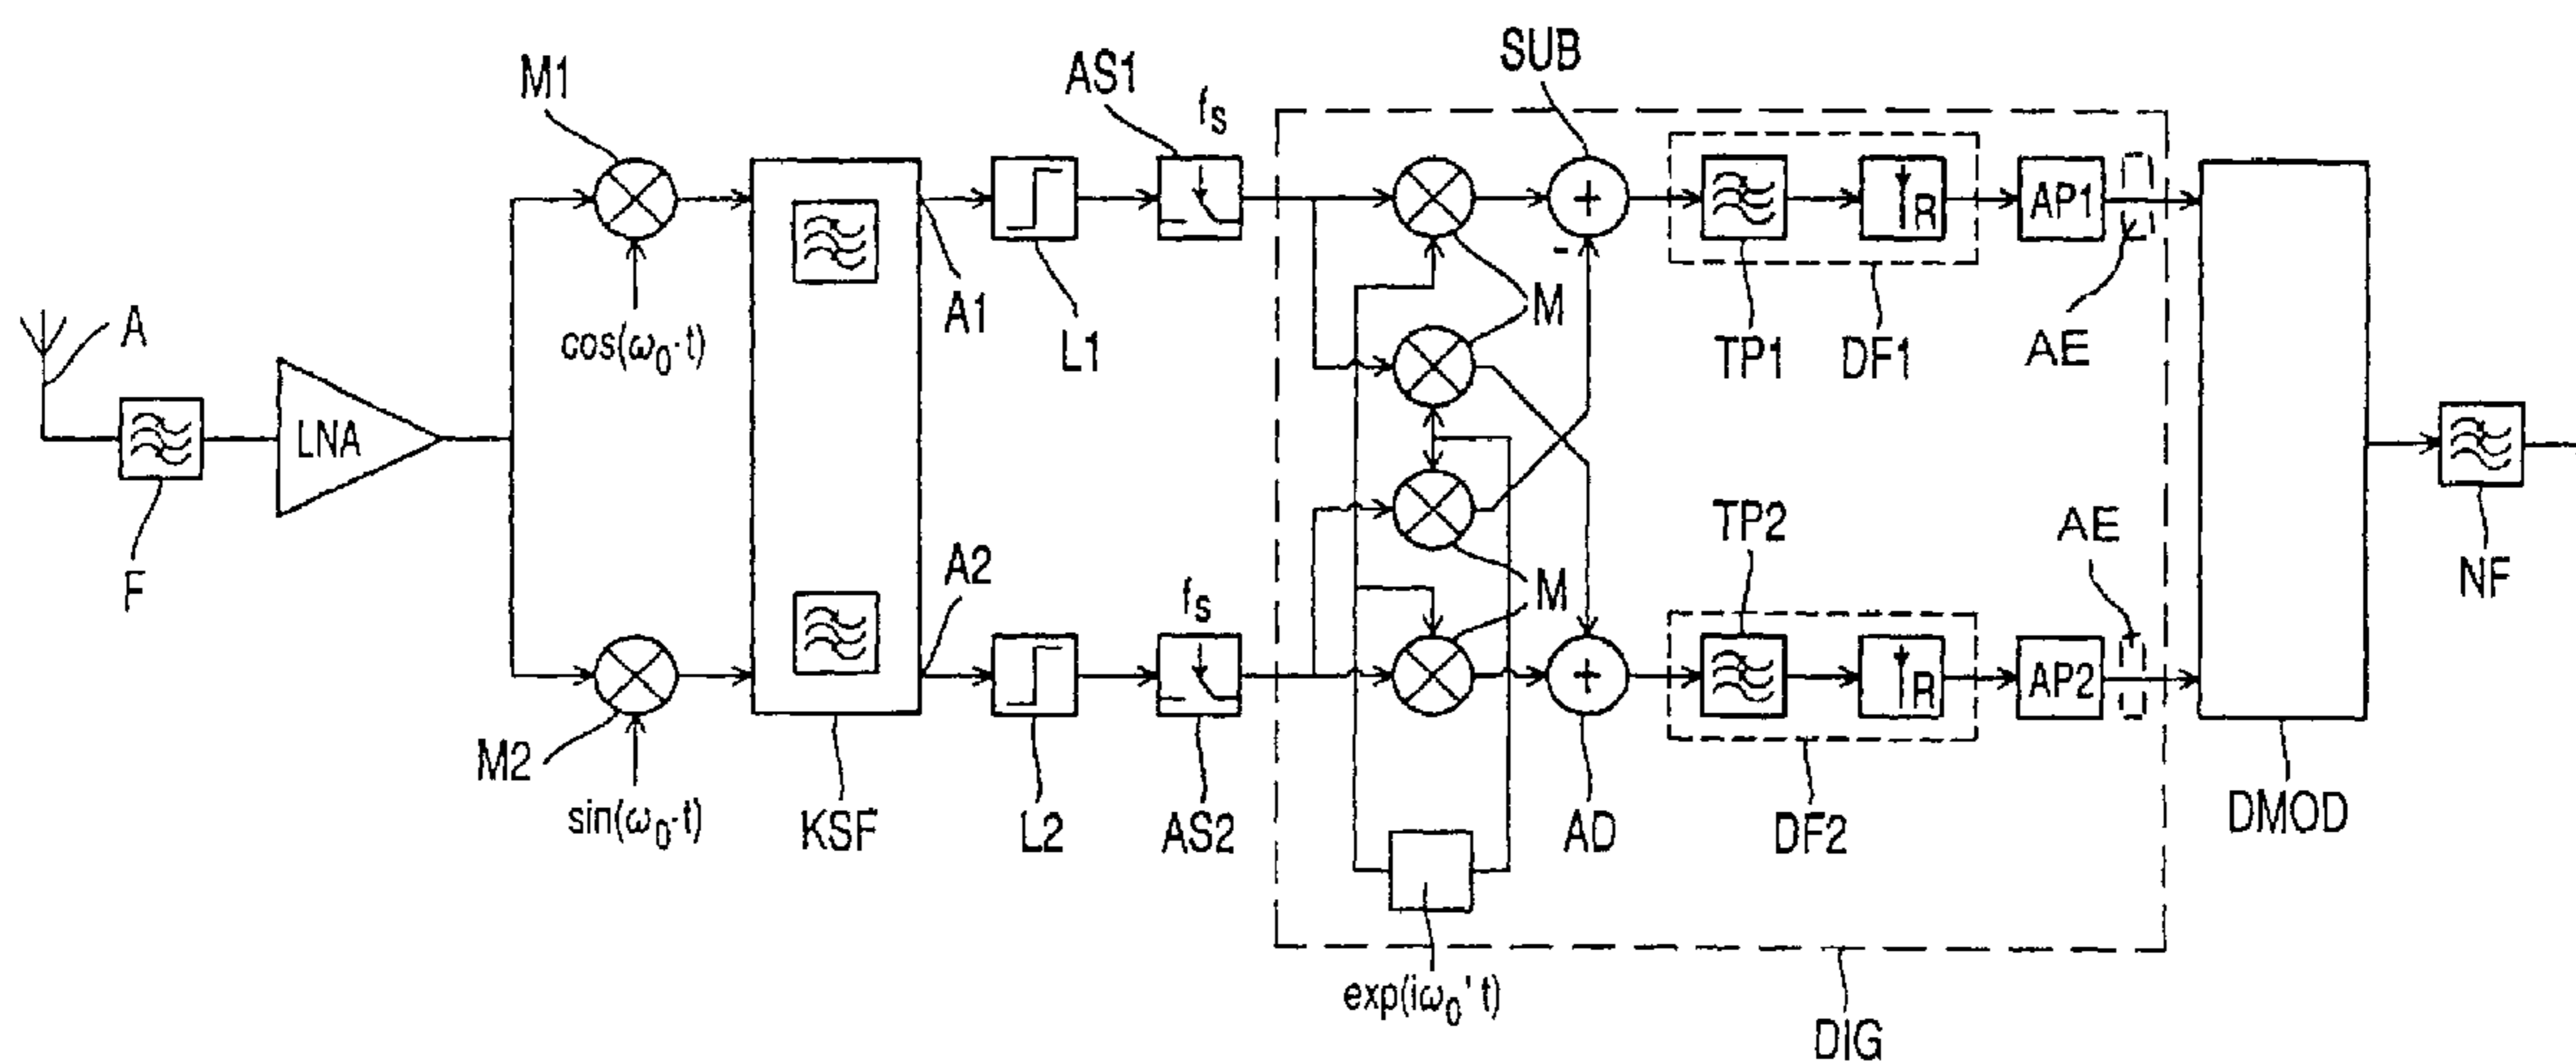 SUB
M1
AS1
fs
AP1
A
cos(ω0·t)
A1
L1
M
TP1
DF1
AE
LNA
F
A2
fs
M
TP2
AE
NF
AP2
M2
sin(ω0·t)
KSF
L2
AS2
AD
DF2
DMOD
R
R
exp(iω0't)
DIG